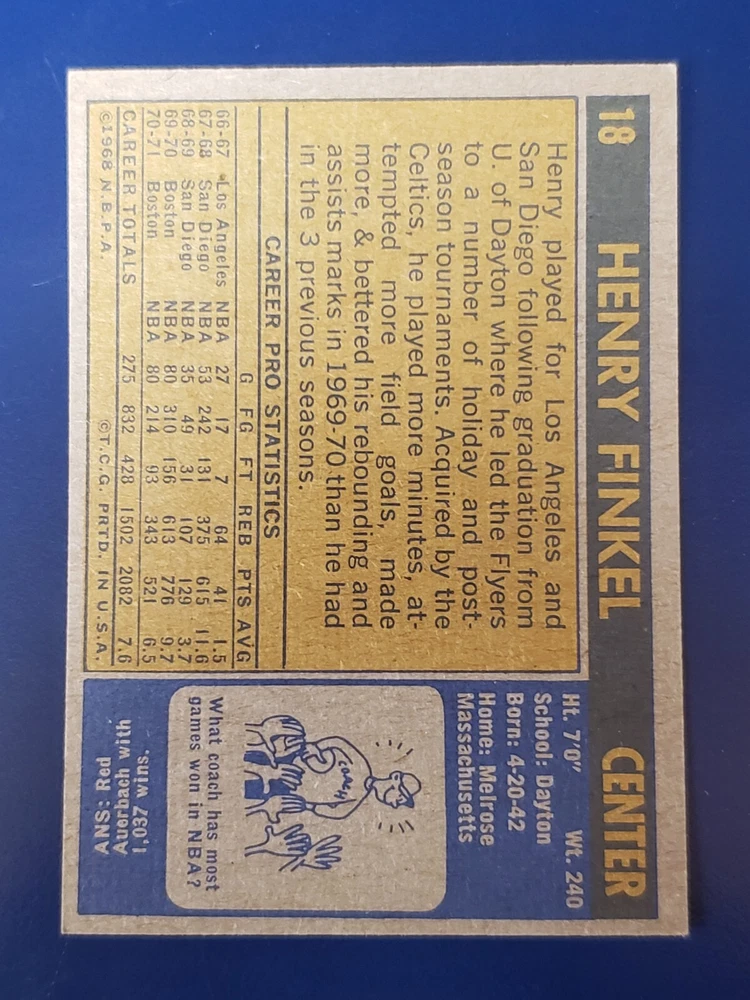 18 HENRY FINKEL CENTER
Henry played for Los Angeles and
San Diego following graduation from
U. of Dayton where he led the Flyers
to a number of holiday and post-
season tournaments. Acquired by the
Celtics, he played more minutes, at-
tempted more field goals, made
more, & bettered his rebounding and
assists marks in 1969-70 than he had
in the 3 previous seasons.
CAREER PRO STATISTICS
G FG FT REB PTS AVG
66-67 Los Angeles NBA 27 17 7 64 41 1.5
67-68 San Diego NBA 53 242 131 375 615 11.6
68-69 San Diego NBA 35 49 31 107 129 3.7
69-70 Boston NBA 80 310 156 613 776 9.7
70-71 Boston NBA 80 214 93 343 521 6.5
CAREER TOTALS 275 832 428 1502 2082 7.6
©1968 N.B.P.A. ©T.C.G. PRTD. IN U.S.A.
Ht. 7'0" Wt. 240
School: Dayton
Born: 4-20-42
Home: Melrose
Massachusetts
COACH
What coach has most
games won in NBA?
ANS: Red
Auerbach with
1,037 wins.